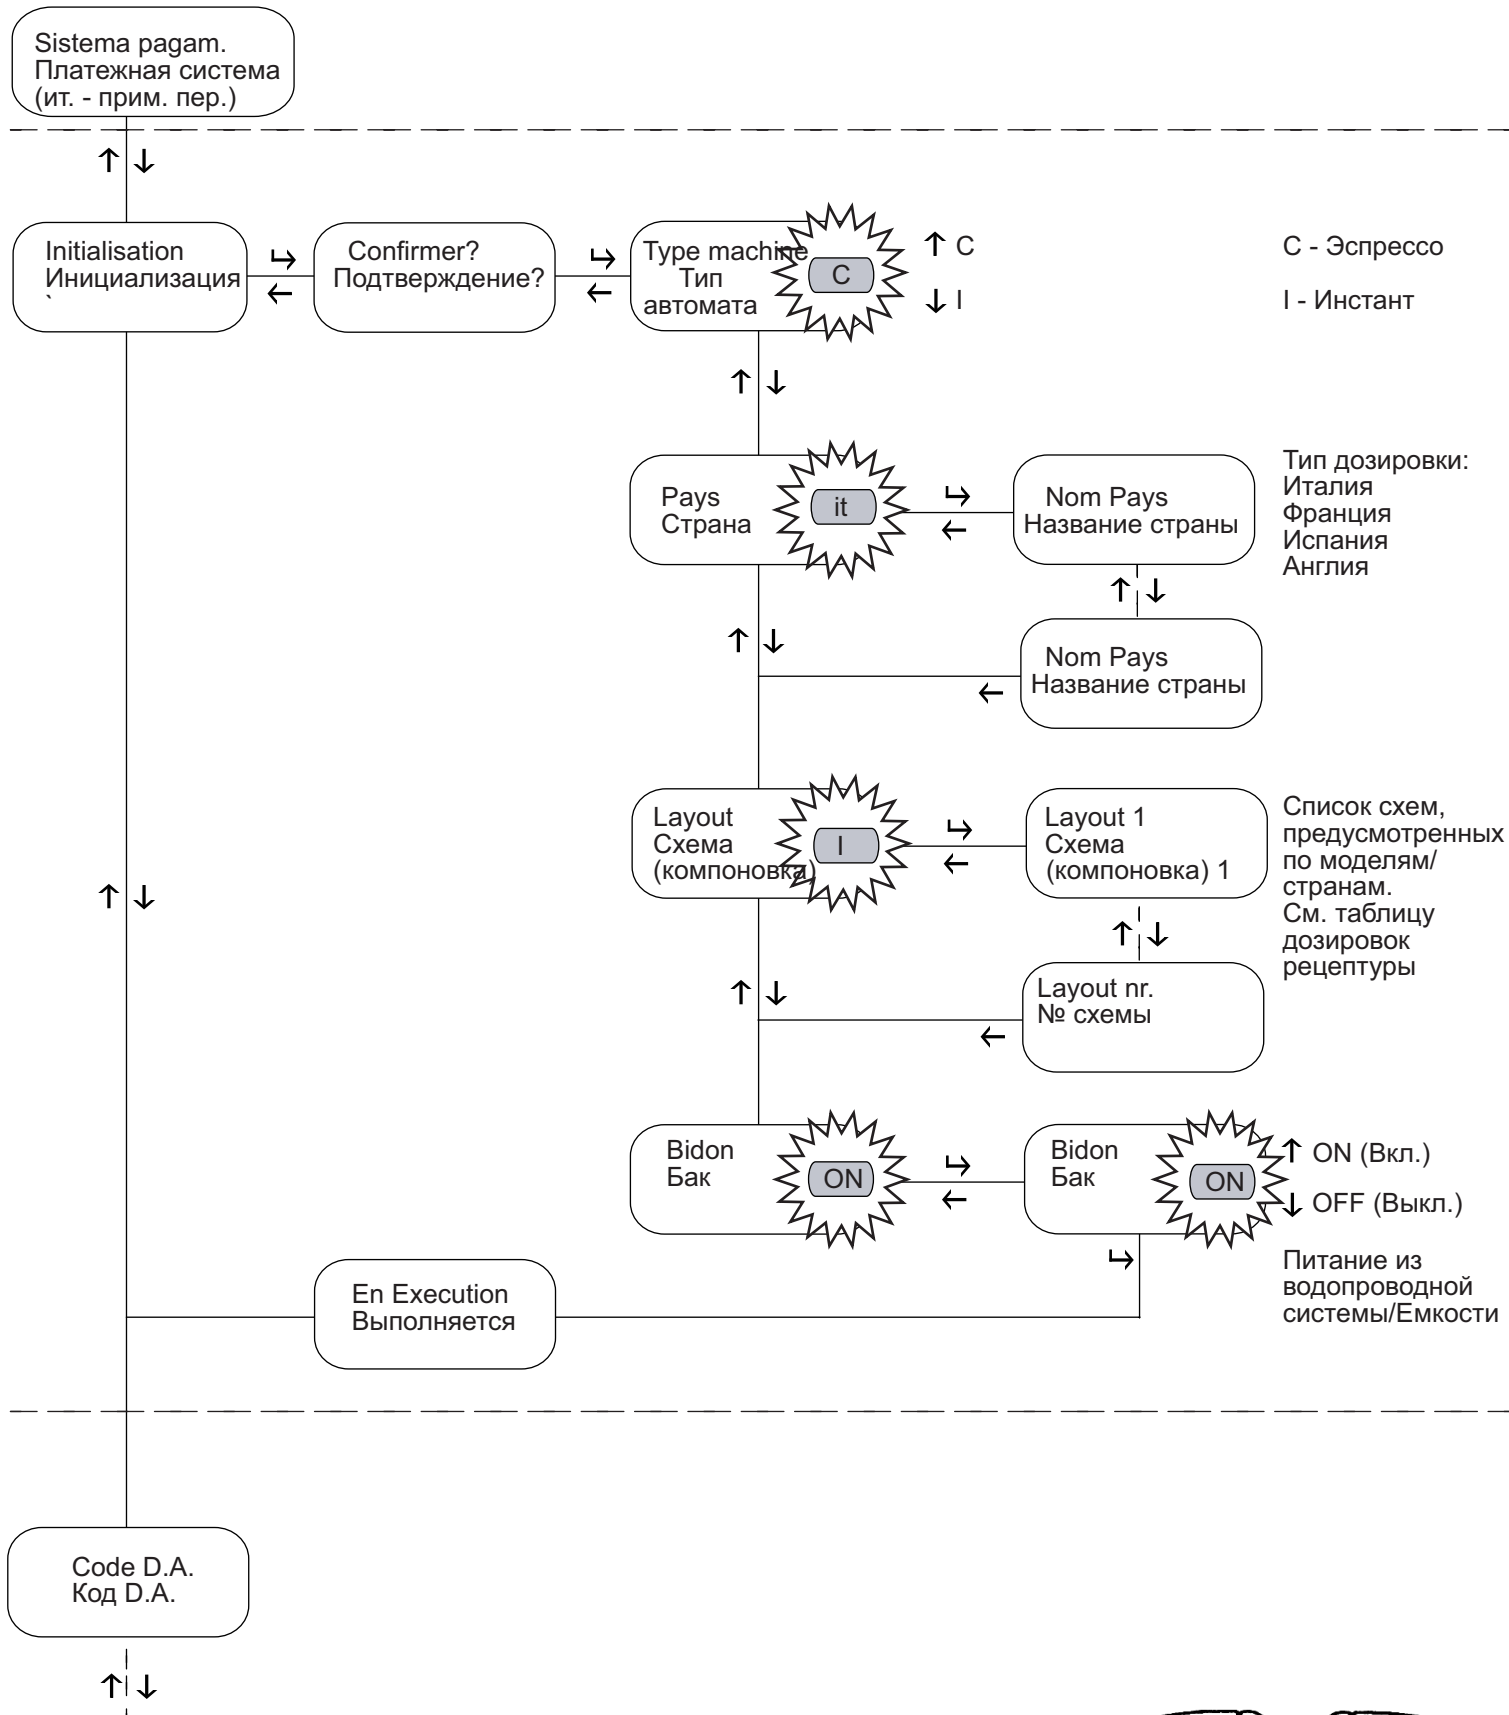 Sistema pagam.
Платежная система
(ит. - прим. пер.)
Initialisation
Инициализация
`
Confirmer?
Подтверждение?
Type machine
Тип
автомата
C
↑ C
↓ I
C - Эспрессо
I - Инстант
Pays
Страна
it
Nom Pays
Название страны
Тип дозировки:
Италия
Франция
Испания
Англия
Nom Pays
Название страны
Layout
Схема
(компоновка)
I
Layout 1
Схема
(компоновка) 1
Список схем,
предусмотренных
по моделям/
странам.
См. таблицу
дозировок
рецептуры
Layout nr.
№ схемы
Bidon
Бак
ON
Bidon
Бак
ON
↑ ON (Вкл.)
↓ OFF (Выкл.)
Питание из
водопроводной
системы/Емкости
En Execution
Выполняется
Code D.A.
Код D.A.